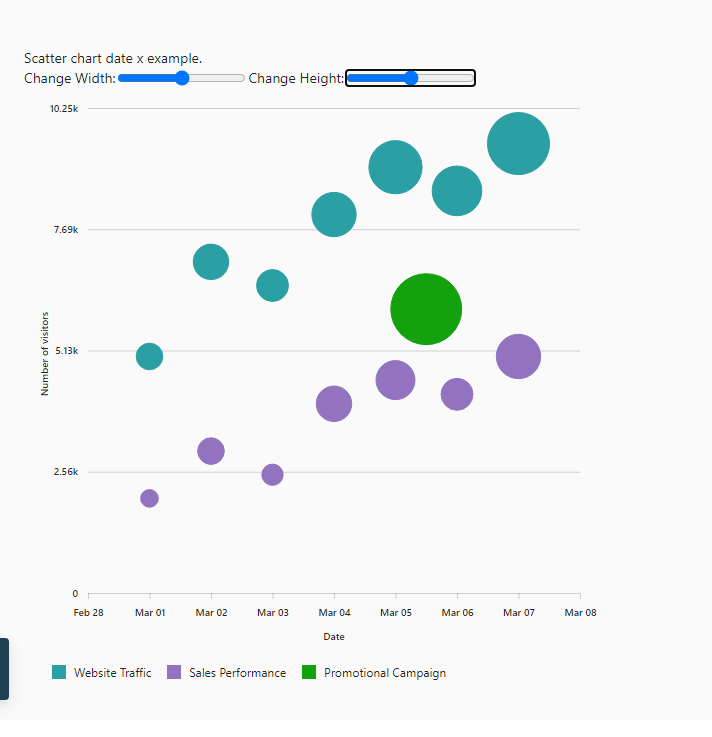 Scatter chart date x example.
Change Width: Change Height:
10.25k
7.69k
5.13k
2.56k
0
Number of visitors
Feb 28 Mar 01 Mar 02 Mar 03 Mar 04 Mar 05 Mar 06 Mar 07 Mar 08
Date
Website Traffic Sales Performance Promotional Campaign